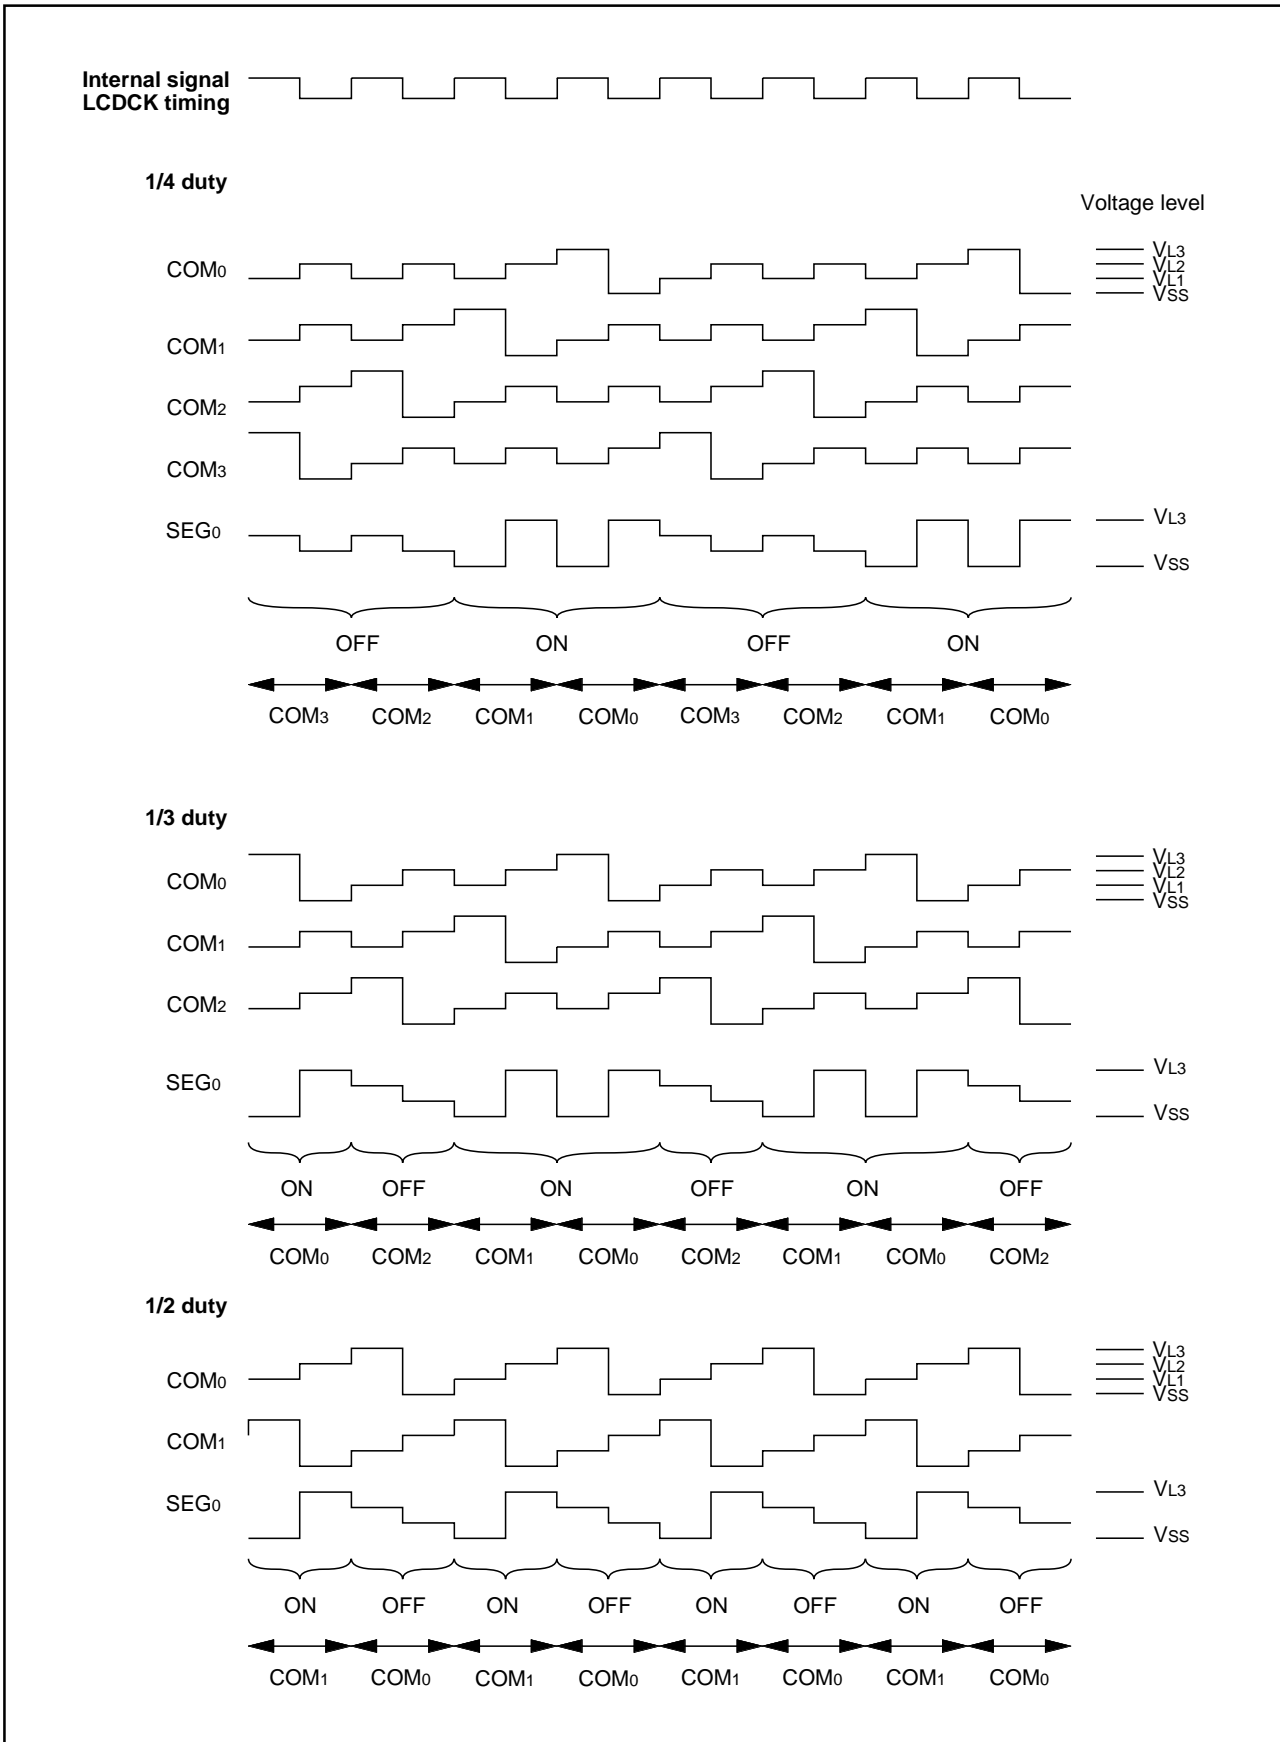 Internal signal
LCDCK timing
1/4 duty
Voltage level
COM0
VL3
VL2
VL1
VSS
COM1
COM2
COM3
SEG0
VL3
VSS
OFF ON OFF ON
COM3 COM2 COM1 COM0 COM3 COM2 COM1 COM0
1/3 duty
COM0
VL3
VL2
VL1
VSS
COM1
COM2
SEG0
VL3
VSS
ON OFF ON OFF ON OFF
COM0 COM2 COM1 COM0 COM2 COM1 COM0 COM2
1/2 duty
COM0
VL3
VL2
VL1
VSS
COM1
SEG0
VL3
VSS
ON OFF ON OFF ON OFF ON OFF
COM1 COM0 COM1 COM0 COM1 COM0 COM1 COM0